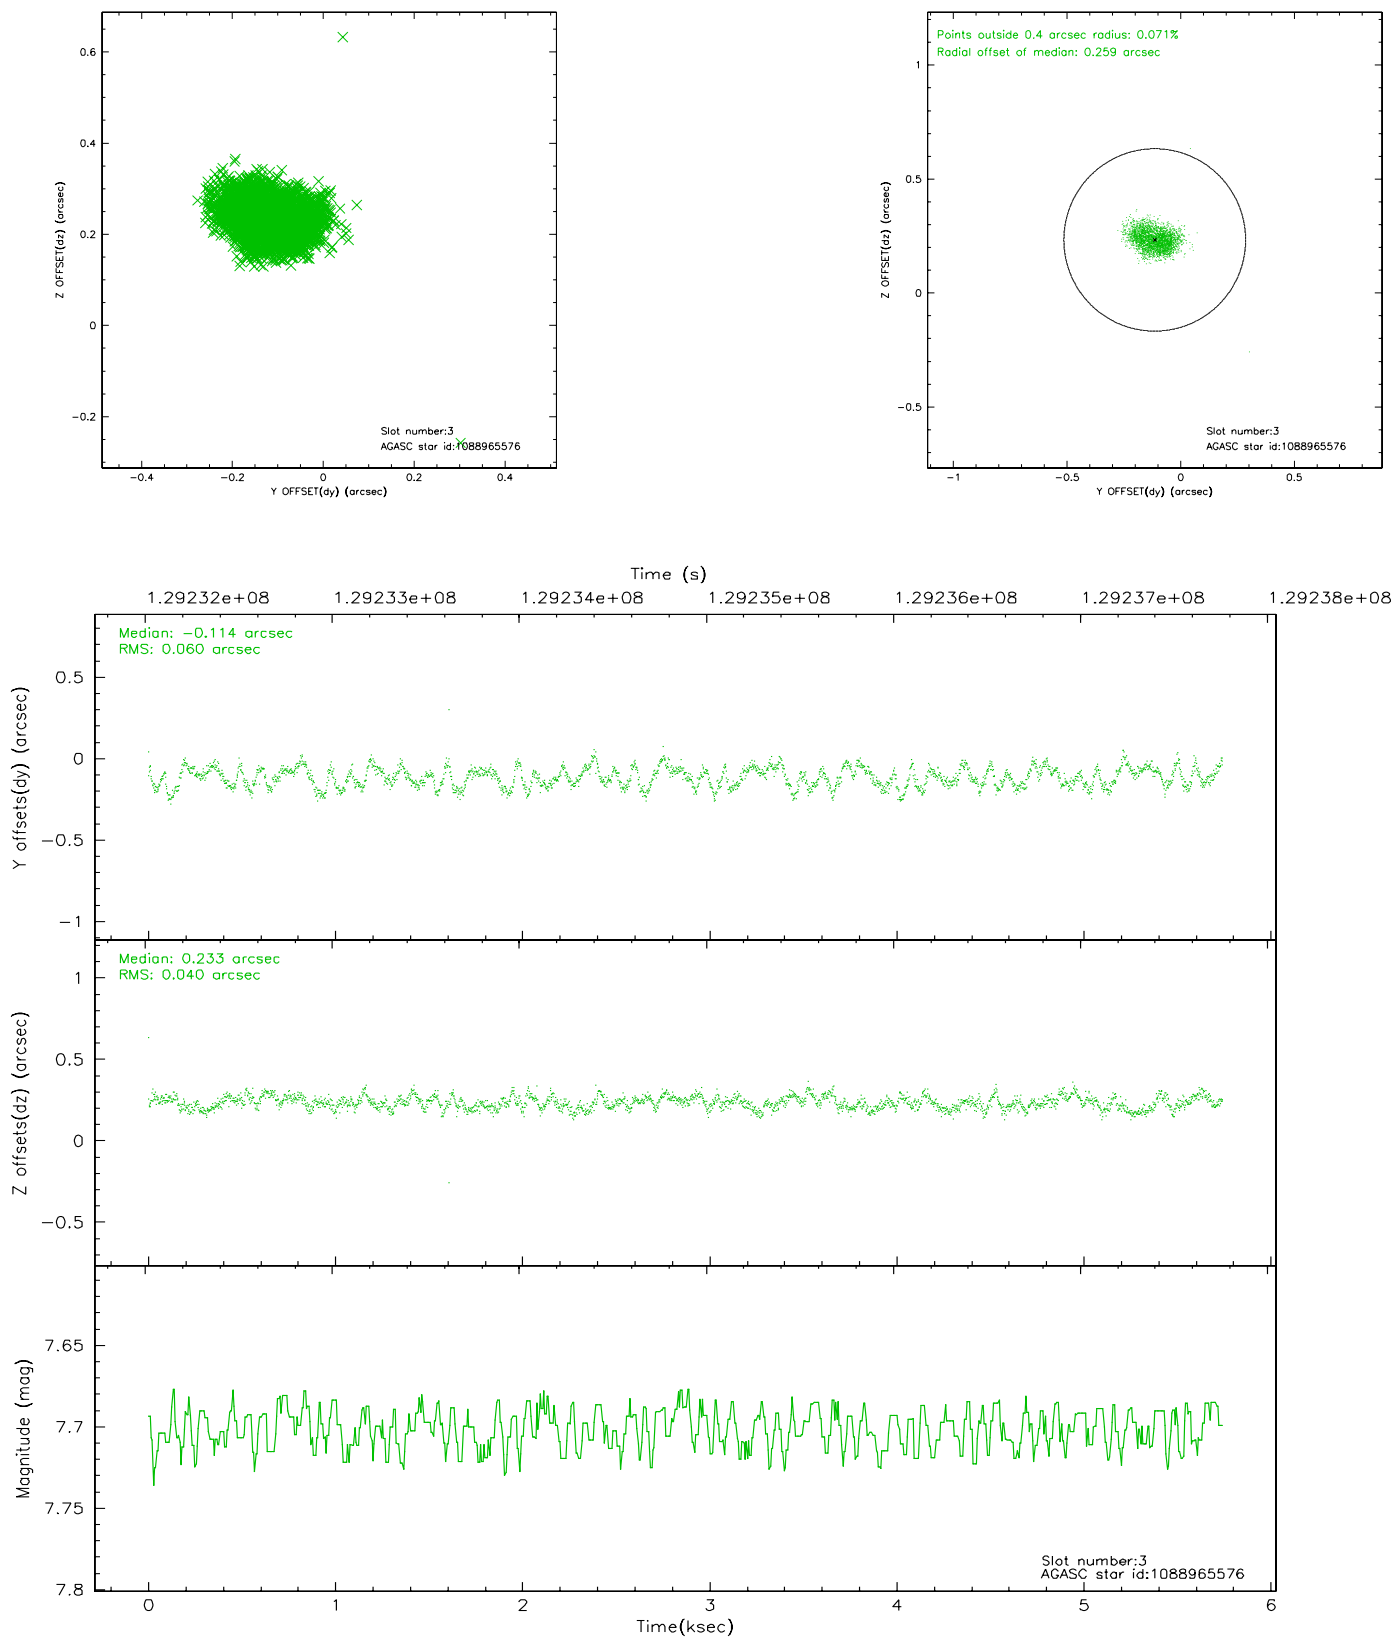 0.6
0.4
0.2
0
−0.2
Z OFFSET(dz) (arcsec)
−0.4
−0.2
0
0.2
0.4
Y OFFSET(dy) (arcsec)
Slot number:3
AGASC star id:1088965576
Points outside 0.4 arcsec radius: 0.071%
Radial offset of median: 0.259 arcsec
1
0.5
0
−0.5
Z OFFSET(dz) (arcsec)
−1
−0.5
0
0.5
Y OFFSET(dy) (arcsec)
Slot number:3
AGASC star id:1088965576
Time (s)
1.29232e+08
1.29233e+08
1.29234e+08
1.29235e+08
1.29236e+08
1.29237e+08
1.29238e+08
Median: −0.114 arcsec
RMS: 0.060 arcsec
0.5
0
−0.5
−1
Y offsets(dy) (arcsec)
Median: 0.233 arcsec
RMS: 0.040 arcsec
1
0.5
0
−0.5
Z offsets(dz) (arcsec)
7.65
7.7
7.75
7.8
Magnitude (mag)
Slot number:3
AGASC star id:1088965576
0
1
2
3
4
5
6
Time(ksec)